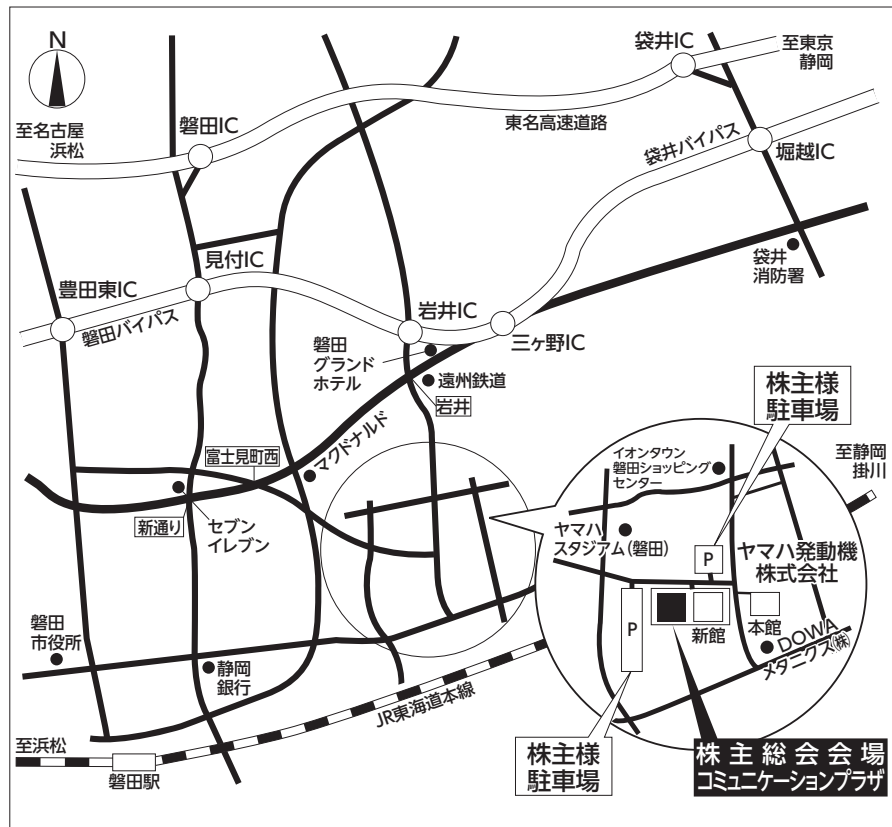 N
至名古屋
浜松
磐田IC
東名高速道路
袋井IC
至東京
静岡
袋井バイパス
堀越IC
袋井
消防署
見付IC
豊田東IC
磐田バイパス
岩井IC
三ヶ野IC
磐田
グランド
ホテル
遠州鉄道
岩井
富士見町西
マクドナルド
新通り
セブン
イレブン
磐田
市役所
静岡
銀行
JR東海道本線
至浜松
磐田駅
株主様
駐車場
至静岡
掛川
イオンタウン
磐田ショッピング
センター
ヤマハ
スタジアム(磐田)
P
ヤマハ発動機
株式会社
P
新館
本館
DOWA
メタニクス㈱
株主様
駐車場
株主総会会場
コミュニケーションプラザ